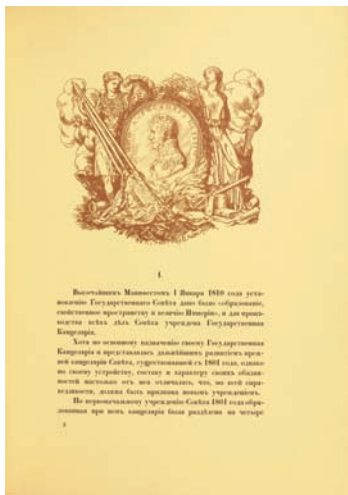 I.
Высочайшимъ Манифестомъ 1 Января 1810 года уста-
новленію Государственнаго Совѣта дано было «образованіе,
свойственное пространству и величію Имперіи», и для произ-
водства всѣхъ дѣлъ Совѣта учреждена Государственная
Канцелярія.
Хотя по основному назначенію своему Государственная
Канцелярія и представлялась дальнѣйшимъ развитіемъ преж-
ней канцеляріи Совѣта, существовавшей съ 1801 года, однако
по своему устройству, составу и характеру своихъ обязан-
ностей настолько отъ нея отличалась, что, по всей спра-
ведливости, должна быть признана новымъ учрежденіемъ.
По первоначальному учрежденію Совѣта 1801 года обра-
зованная при немъ канцелярія была раздѣлена на четыре